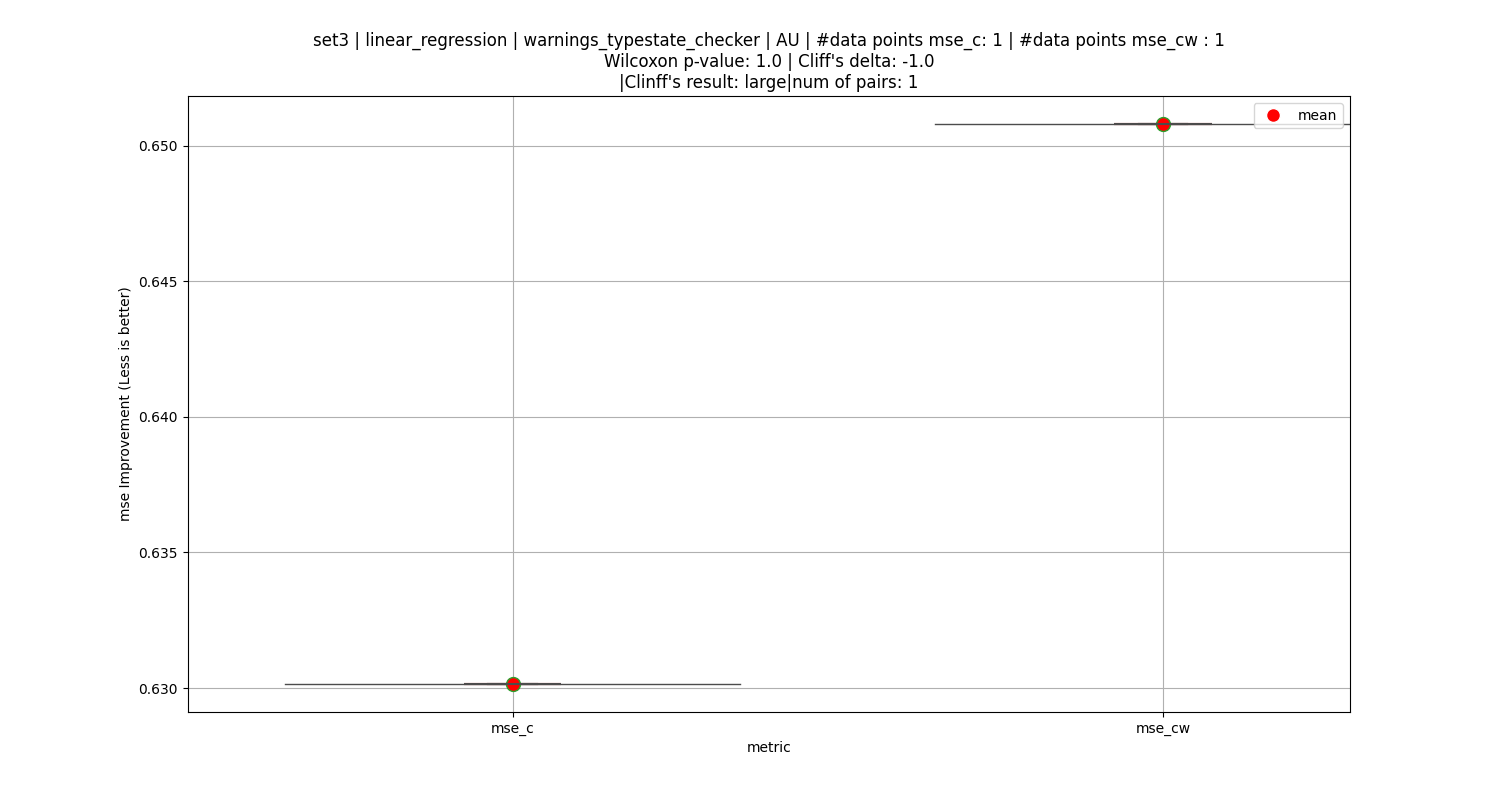 set3 | linear_regression | warnings_typestate_checker | AU | #data points mse_c: 1 | #data points mse_cw : 1
Wilcoxon p-value: 1.0 | Cliff's delta: -1.0
|Clinff's result: large|num of pairs: 1
mean
mse Improvement (Less is better)
0.650
0.645
0.640
0.635
0.630
mse_c
mse_cw
metric